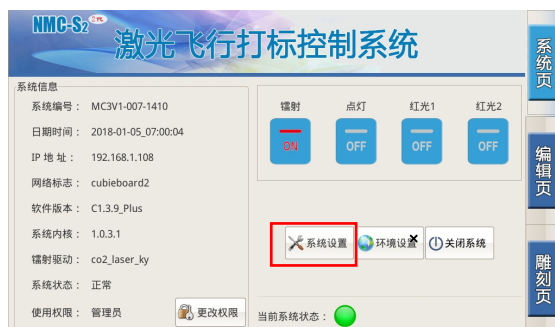 NMC-S2 二代
激光飞行打标控制系统
系统页
编辑页
雕刻页
系统信息
系统编号： MC3V1-007-1410
日期时间： 2018-01-05_07:00:04
IP 地 址： 192.168.1.108
网络标志： cubieboard2
软件版本： C1.3.9_Plus
系统内核： 1.0.3.1
镭射驱动： co2_laser_ky
系统状态： 正常
使用权限： 管理员
更改权限
镭射 点灯 红光1 红光2
ON OFF OFF OFF
系统设置 环境设置 关闭系统
当前系统状态：